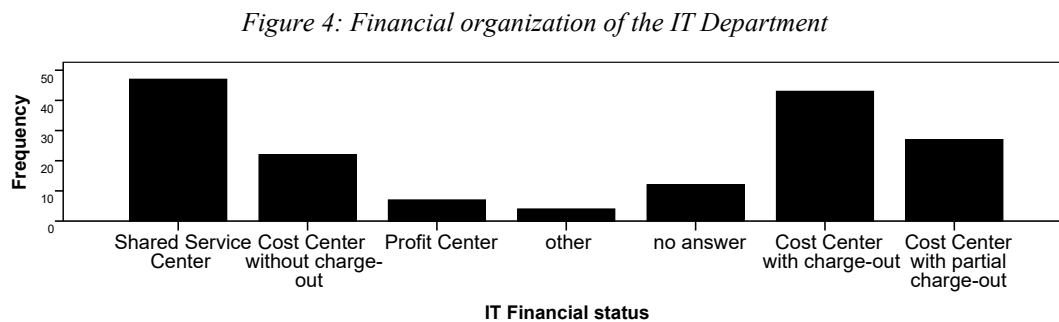 Figure 4: Financial organization of the IT Department
Frequency
50
40
30
20
10
0
Shared Service
Center
Cost Center
without charge-
out
Profit Center
other
no answer
Cost Center
with charge-out
Cost Center
with partial
charge-out
IT Financial status